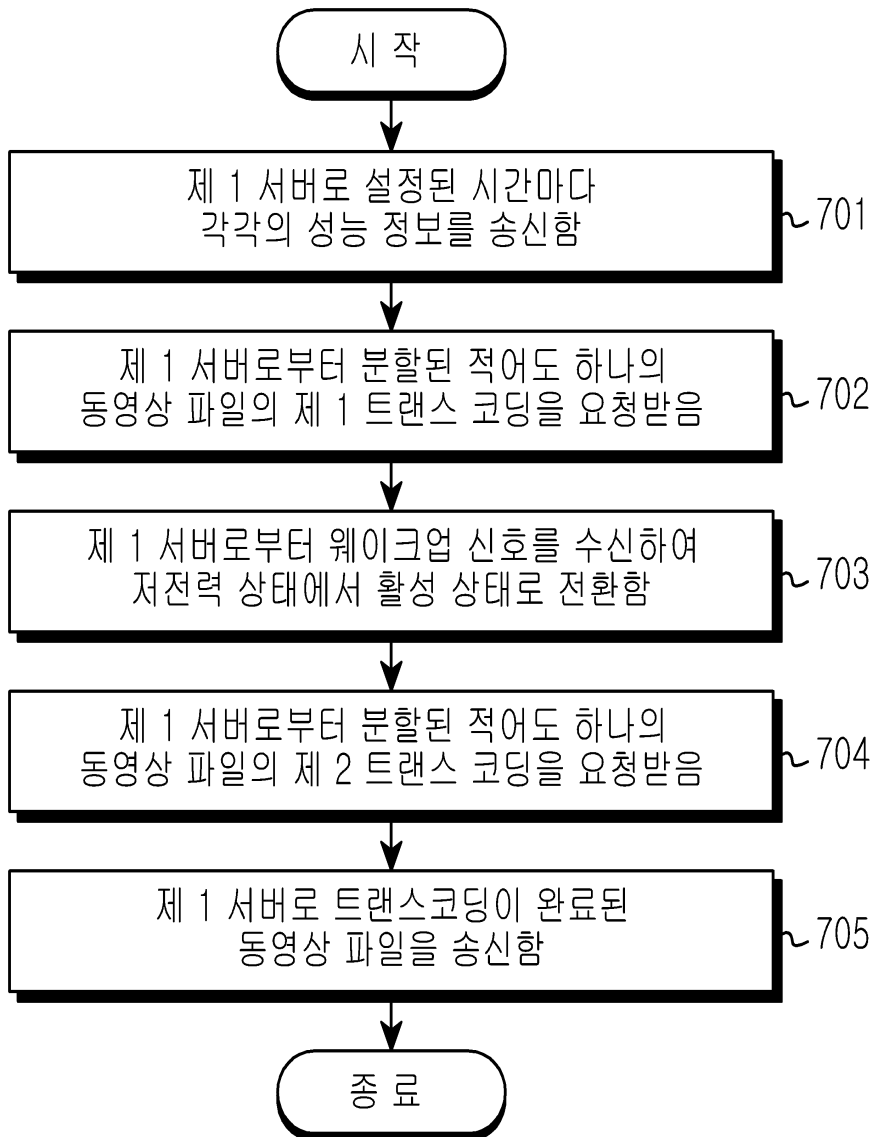 시 작
제 1 서버로 설정된 시간마다
각각의 성능 정보를 송신함
701
제 1 서버로부터 분할된 적어도 하나의
동영상 파일의 제 1 트랜스 코딩을 요청받음
702
제 1 서버로부터 웨이크업 신호를 수신하여
저전력 상태에서 활성 상태로 전환함
703
제 1 서버로부터 분할된 적어도 하나의
동영상 파일의 제 2 트랜스 코딩을 요청받음
704
제 1 서버로 트랜스코딩이 완료된
동영상 파일을 송신함
705
종 료